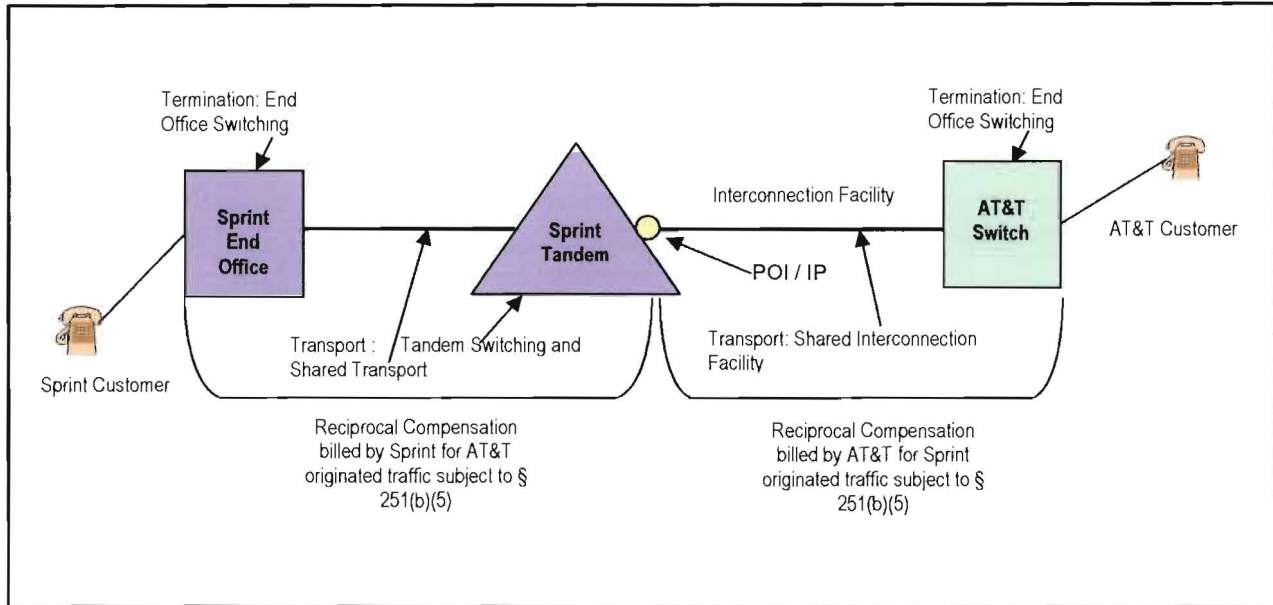 Termination: End
Office Switching
Termination: End
Office Switching
Sprint
End
Office
Sprint
Tandem
Interconnection Facility
AT&T
Switch
AT&T Customer
POI / IP
Transport : Tandem Switching and
Shared Transport
Transport: Shared Interconnection
Facility
Sprint Customer
Reciprocal Compensation
billed by Sprint for AT&T
originated traffic subject to §
251(b)(5)
Reciprocal Compensation
billed by AT&T for Sprint
originated traffic subject to §
251(b)(5)